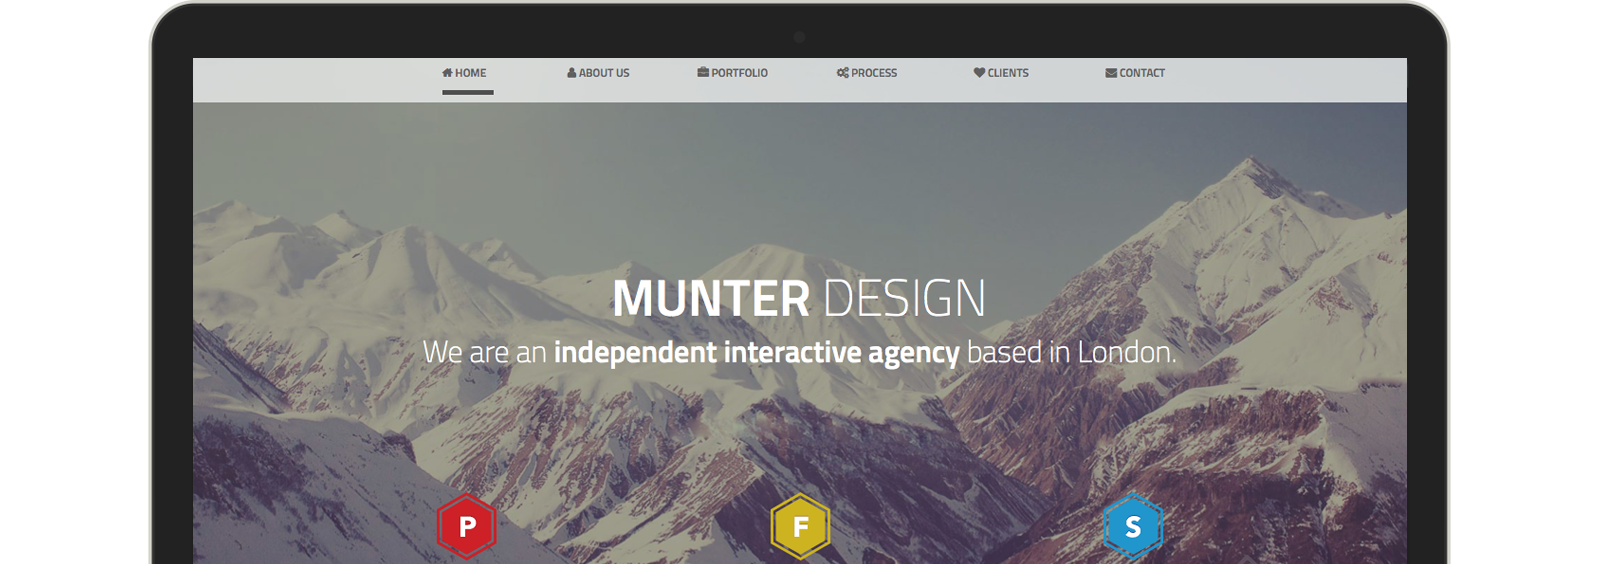 HOME ABOUT US PORTFOLIO PROCESS CLIENTS CONTACT
MUNTER DESIGN
We are an independent interactive agency based in London.
P F S